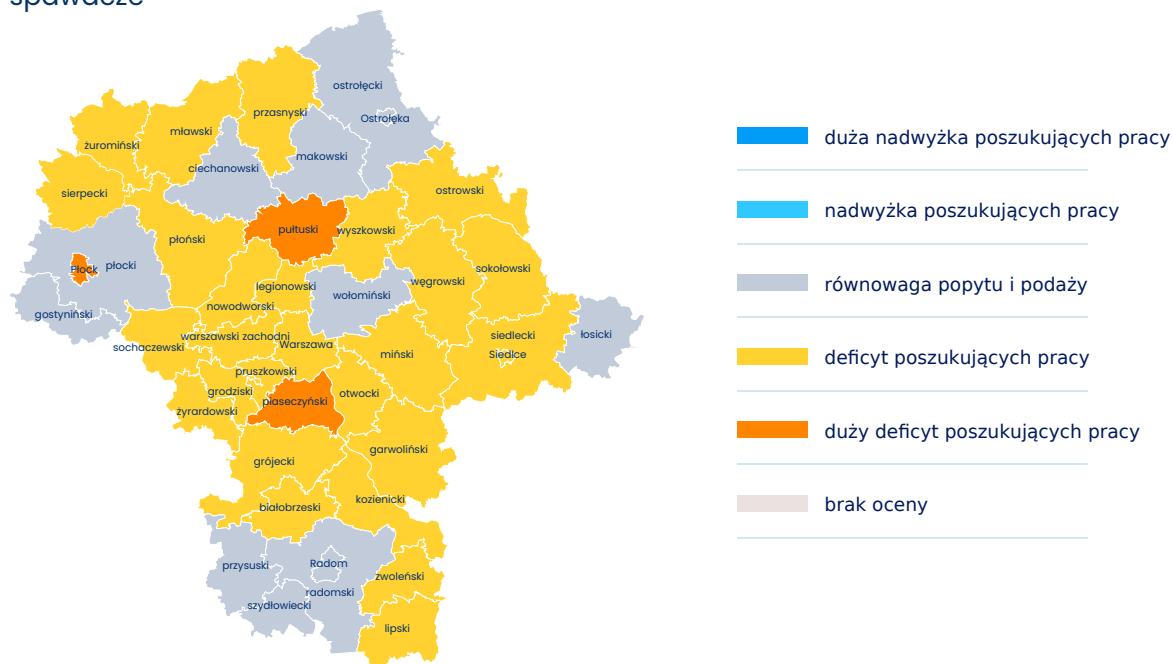 spawacze
ostrołęcki
przasnyski
Ostrołęka
mławski
żuromiński
makowski
ciechanowski
ostrowski
sierpecki
pułtuski
wyszkowski
płoński
Płock
płocki
sokołowski
węgrowski
legionowski
wołomiński
nowodworski
gostyniński
warszawski zachodni
siedlecki
łosicki
sochaczewski
Warszawa
miński
Siedlce
pruszkowski
grodziski
otwocki
piaseczyński
żyrardowski
garwoliński
grójecki
kozienicki
białobrzeski
przysuski
Radom
zwoleński
radomski
szydłowiecki
lipski
duża nadwyżka poszukujących pracy
nadwyżka poszukujących pracy
równowaga popytu i podaży
deficyt poszukujących pracy
duży deficyt poszukujących pracy
brak oceny